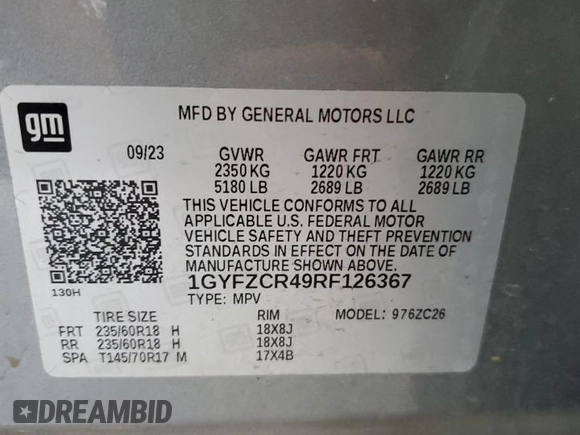 gm
MFD BY GENERAL MOTORS LLC
09/23 GVWR GAWR FRT GAWR RR
2350 KG 1220 KG 1220 KG
5180 LB 2689 LB 2689 LB
THIS VEHICLE CONFORMS TO ALL
APPLICABLE U.S. FEDERAL MOTOR
VEHICLE SAFETY AND THEFT PREVENTION
STANDARDS IN EFFECT ON THE DATE OF
MANUFACTURE SHOWN ABOVE.
130H
1GYFZCR49RF126367
TYPE: MPV
TIRE SIZE RIM MODEL: 976ZC26
FRT 235/60R18 H 18X8J
RR 235/60R18 H 18X8J
SPA T145/70R17 M 17X4B
DREAMBID